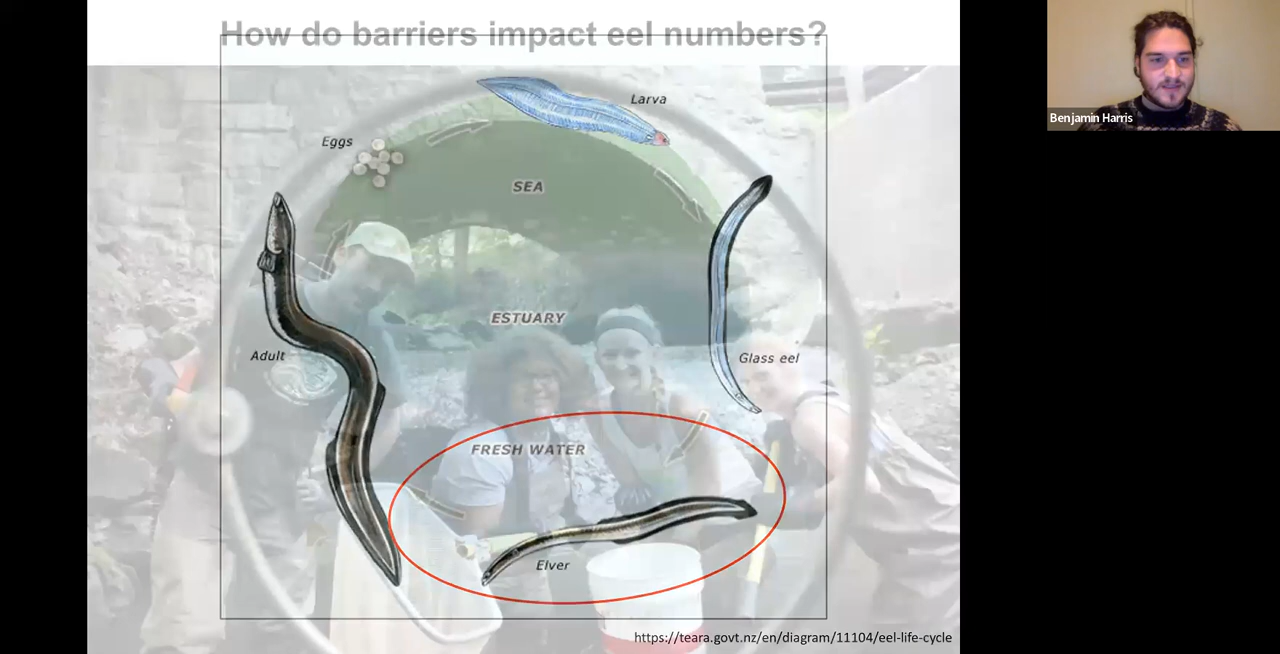 How do barriers impact eel numbers?
Benjamin Harris
Larva
Eggs
SEA
ESTUARY
Adult
Glass eel
FRESH WATER
Elver
https://teara.govt.nz/en/diagram/11104/eel-life-cycle